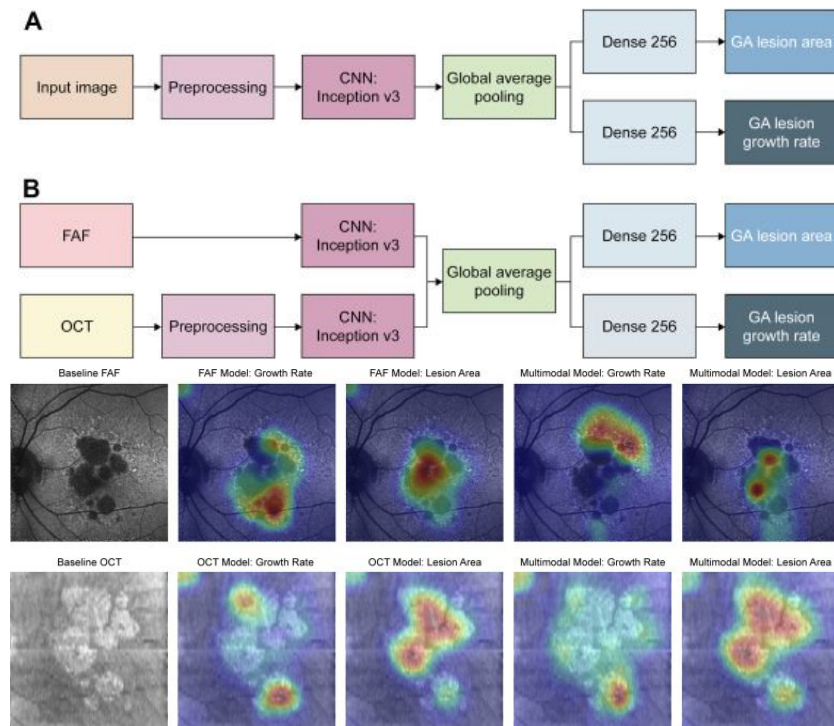 A
Input image
Preprocessing
CNN:
Inception v3
Global average
pooling
Dense 256
GA lesion area
Dense 256
GA lesion
growth rate
B
FAF
CNN:
Inception v3
OCT
Preprocessing
CNN:
Inception v3
Global average
pooling
Dense 256
GA lesion area
Dense 256
GA lesion
growth rate
Baseline FAF
FAF Model: Growth Rate
FAF Model: Lesion Area
Multimodal Model: Growth Rate
Multimodal Model: Lesion Area
Baseline OCT
OCT Model: Growth Rate
OCT Model: Lesion Area
Multimodal Model: Growth Rate
Multimodal Model: Lesion Area